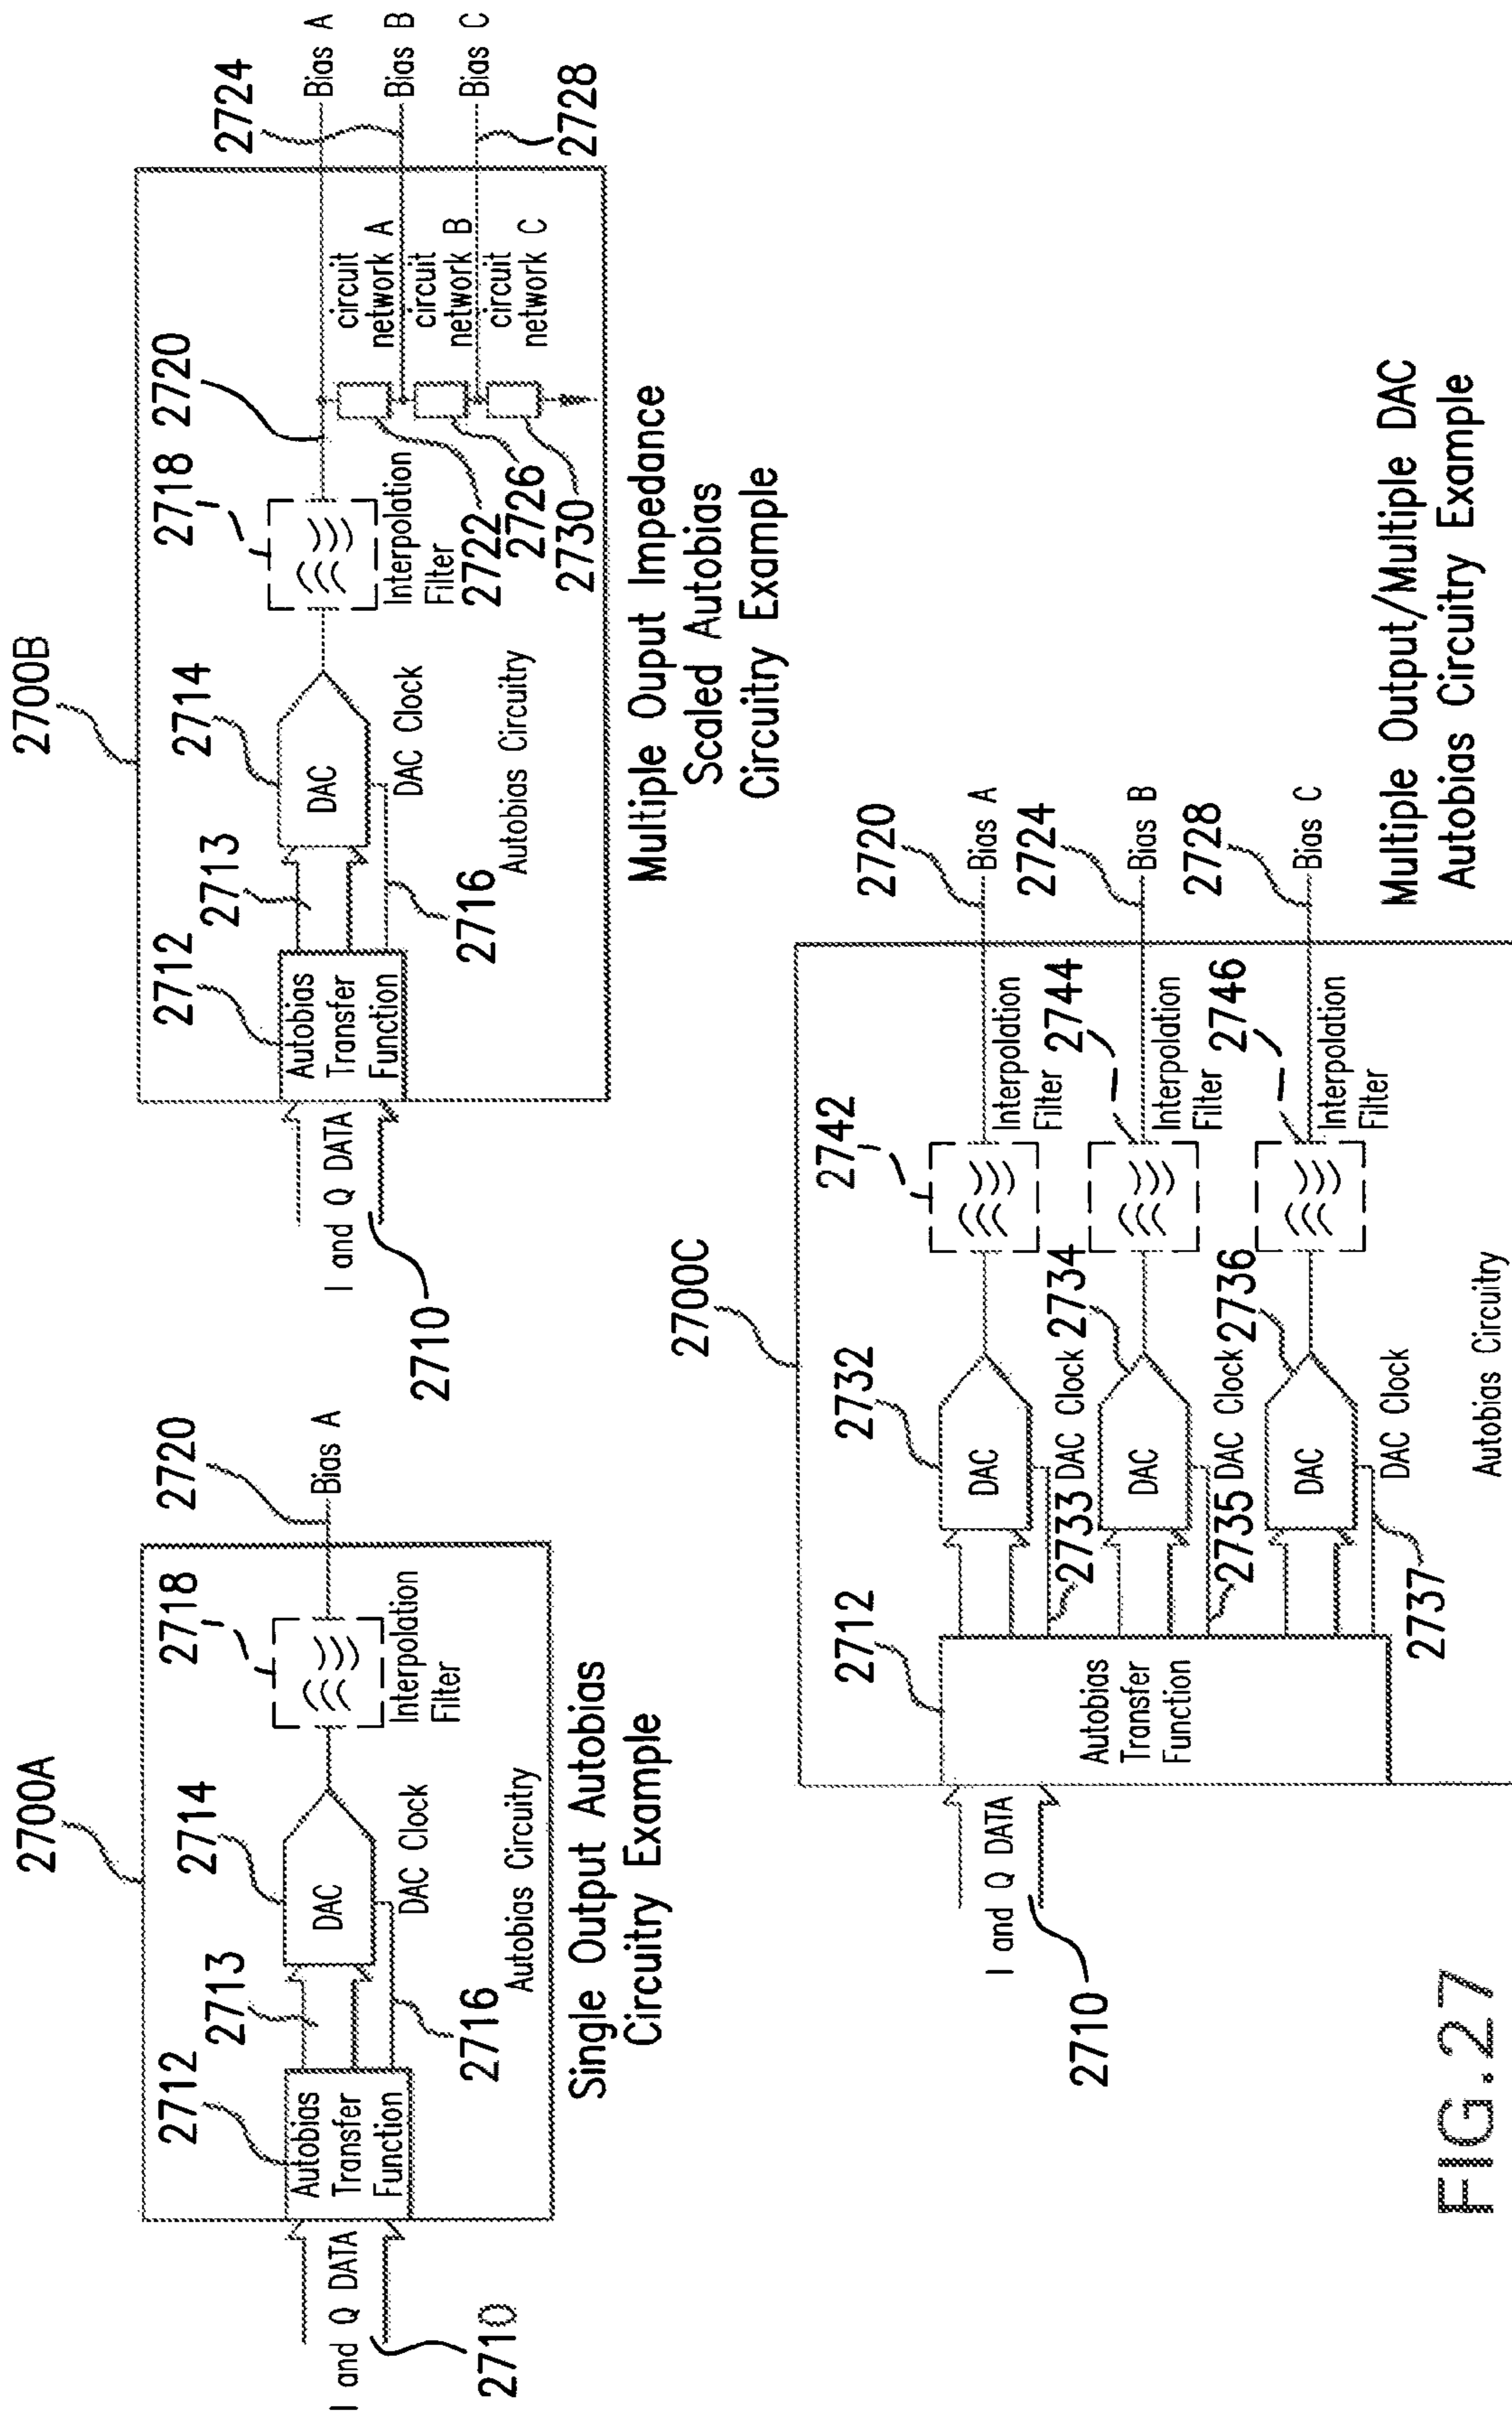 2700A
2712
2713
2714
2718
2720
I and Q DATA
2710
Autobias
Transfer
Function
DAC
Interpolation
Filter
Bias A
2716
DAC Clock
Autobias Circuitry
Single Output Autobias
Circuitry Example
2700B
2712
2713
2714
2718
2720
2724
I and Q DATA
2710
Autobias
Transfer
Function
DAC
Interpolation
Filter
circuit
network A
circuit
network B
circuit
network C
Bias A
Bias B
Bias C
2716
DAC Clock
2722
2726
2730
2728
Autobias Circuitry
Multiple Ouput Impedance
Scaled Autobias
Circuitry Example
2700C
2712
2732
2742
2720
I and Q DATA
2710
Autobias
Transfer
Function
DAC
Interpolation
Filter
Bias A
2733
DAC Clock
2734
2744
2724
DAC
Interpolation
Filter
Bias B
2735
DAC Clock
2736
2746
2728
DAC
Interpolation
Filter
Bias C
2737
DAC Clock
Autobias Circuitry
Multiple Output/Multiple DAC
Autobias Circuitry Example
FIG.27